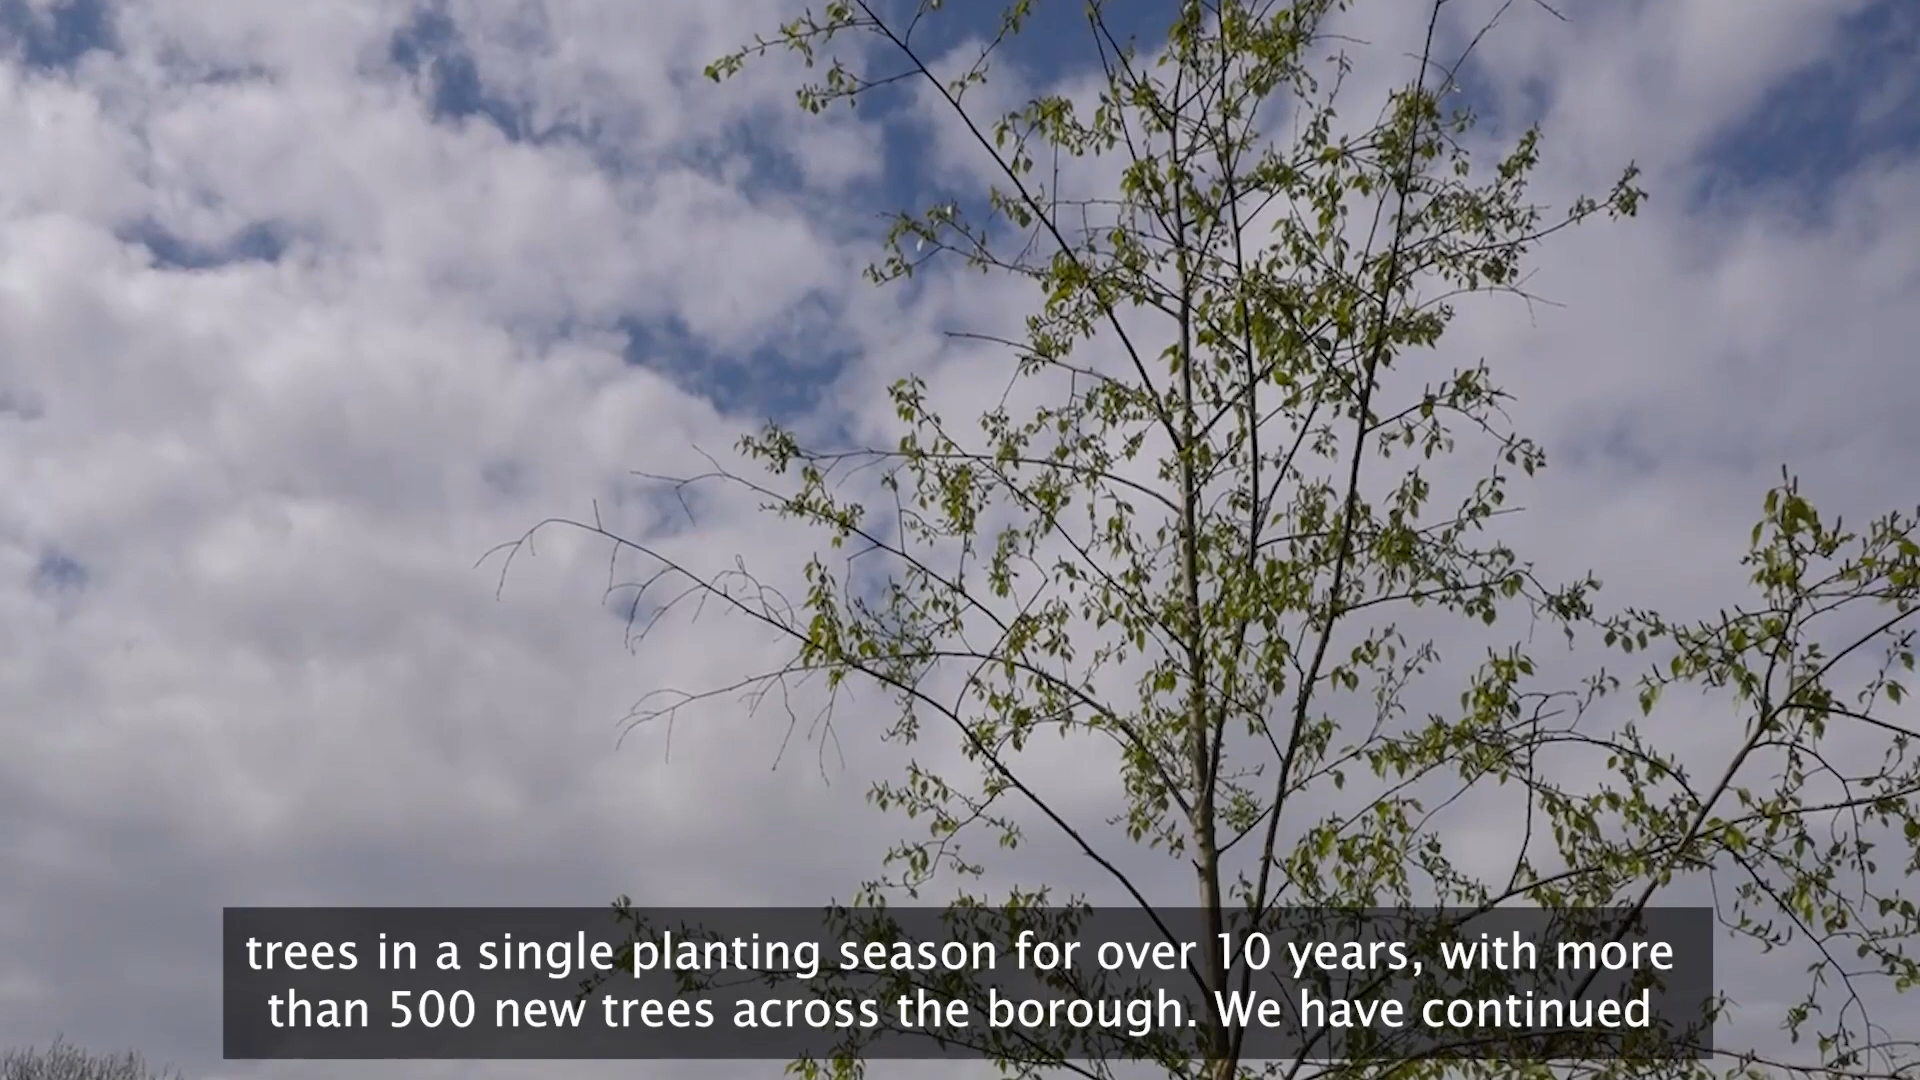 trees in a single planting season for over 10 years, with more
than 500 new trees across the borough. We have continued